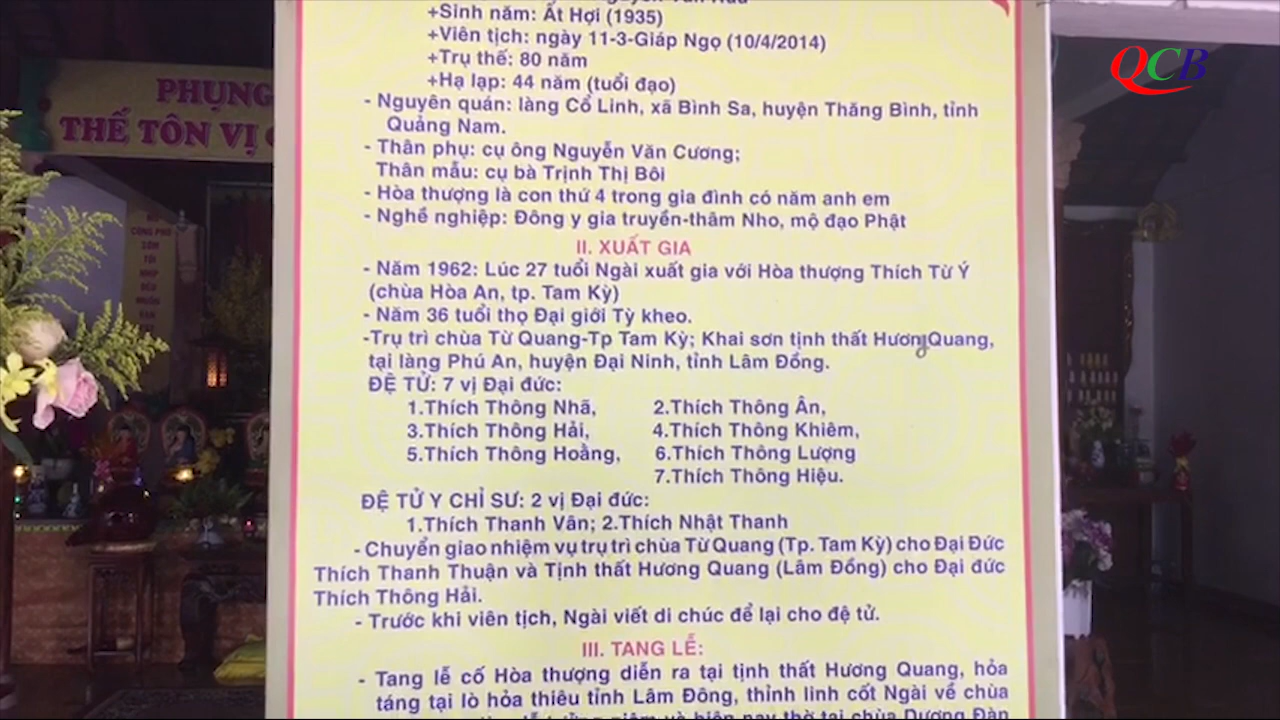 QCB
PHỤNG
THẾ TÔN VỊ
+Sinh năm: Ất Hợi (1935)
+Viên tịch: ngày 11-3-Giáp Ngọ (10/4/2014)
+Trụ thế: 80 năm
+Hạ lạp: 44 năm (tuổi đạo)
- Nguyên quán: làng Cổ Linh, xã Bình Sa, huyện Thăng Bình, tỉnh
Quảng Nam.
- Thân phụ: cụ ông Nguyễn Văn Cương;
Thân mẫu: cụ bà Trịnh Thị Bôi
- Hòa thượng là con thứ 4 trong gia đình có năm anh em
- Nghề nghiệp: Đông y gia truyền-thâm Nho, mộ đạo Phật
II. XUẤT GIA
- Năm 1962: Lúc 27 tuổi Ngài xuất gia với Hòa thượng Thích Từ Ý
(chùa Hòa An, tp. Tam Kỳ)
- Năm 36 tuổi thọ Đại giới Tỳ kheo.
-Trụ trì chùa Từ Quang-Tp Tam Kỳ; Khai sơn tịnh thất Hương Quang,
tại làng Phú An, huyện Đại Ninh, tỉnh Lâm Đồng.
ĐỆ TỬ: 7 vị Đại đức:
1.Thích Thông Nhã, 2.Thích Thông Ân,
3.Thích Thông Hải, 4.Thích Thông Khiêm,
5.Thích Thông Hoằng, 6.Thích Thông Lượng
7.Thích Thông Hiệu.
ĐỆ TỬ Y CHỈ SƯ: 2 vị Đại đức:
1.Thích Thanh Vân; 2.Thích Nhật Thanh
- Chuyển giao nhiệm vụ trụ trì chùa Từ Quang (Tp. Tam Kỳ) cho Đại Đức
Thích Thanh Thuận và Tịnh thất Hương Quang (Lâm Đồng) cho Đại đức
Thích Thông Hải.
- Trước khi viên tịch, Ngài viết di chúc để lại cho đệ tử.
III. TANG LỄ:
- Tang lễ cố Hòa thượng diễn ra tại tịnh thất Hương Quang, hỏa
táng tại lò hỏa thiêu tỉnh Lâm Đông, thỉnh linh cốt Ngài về chùa